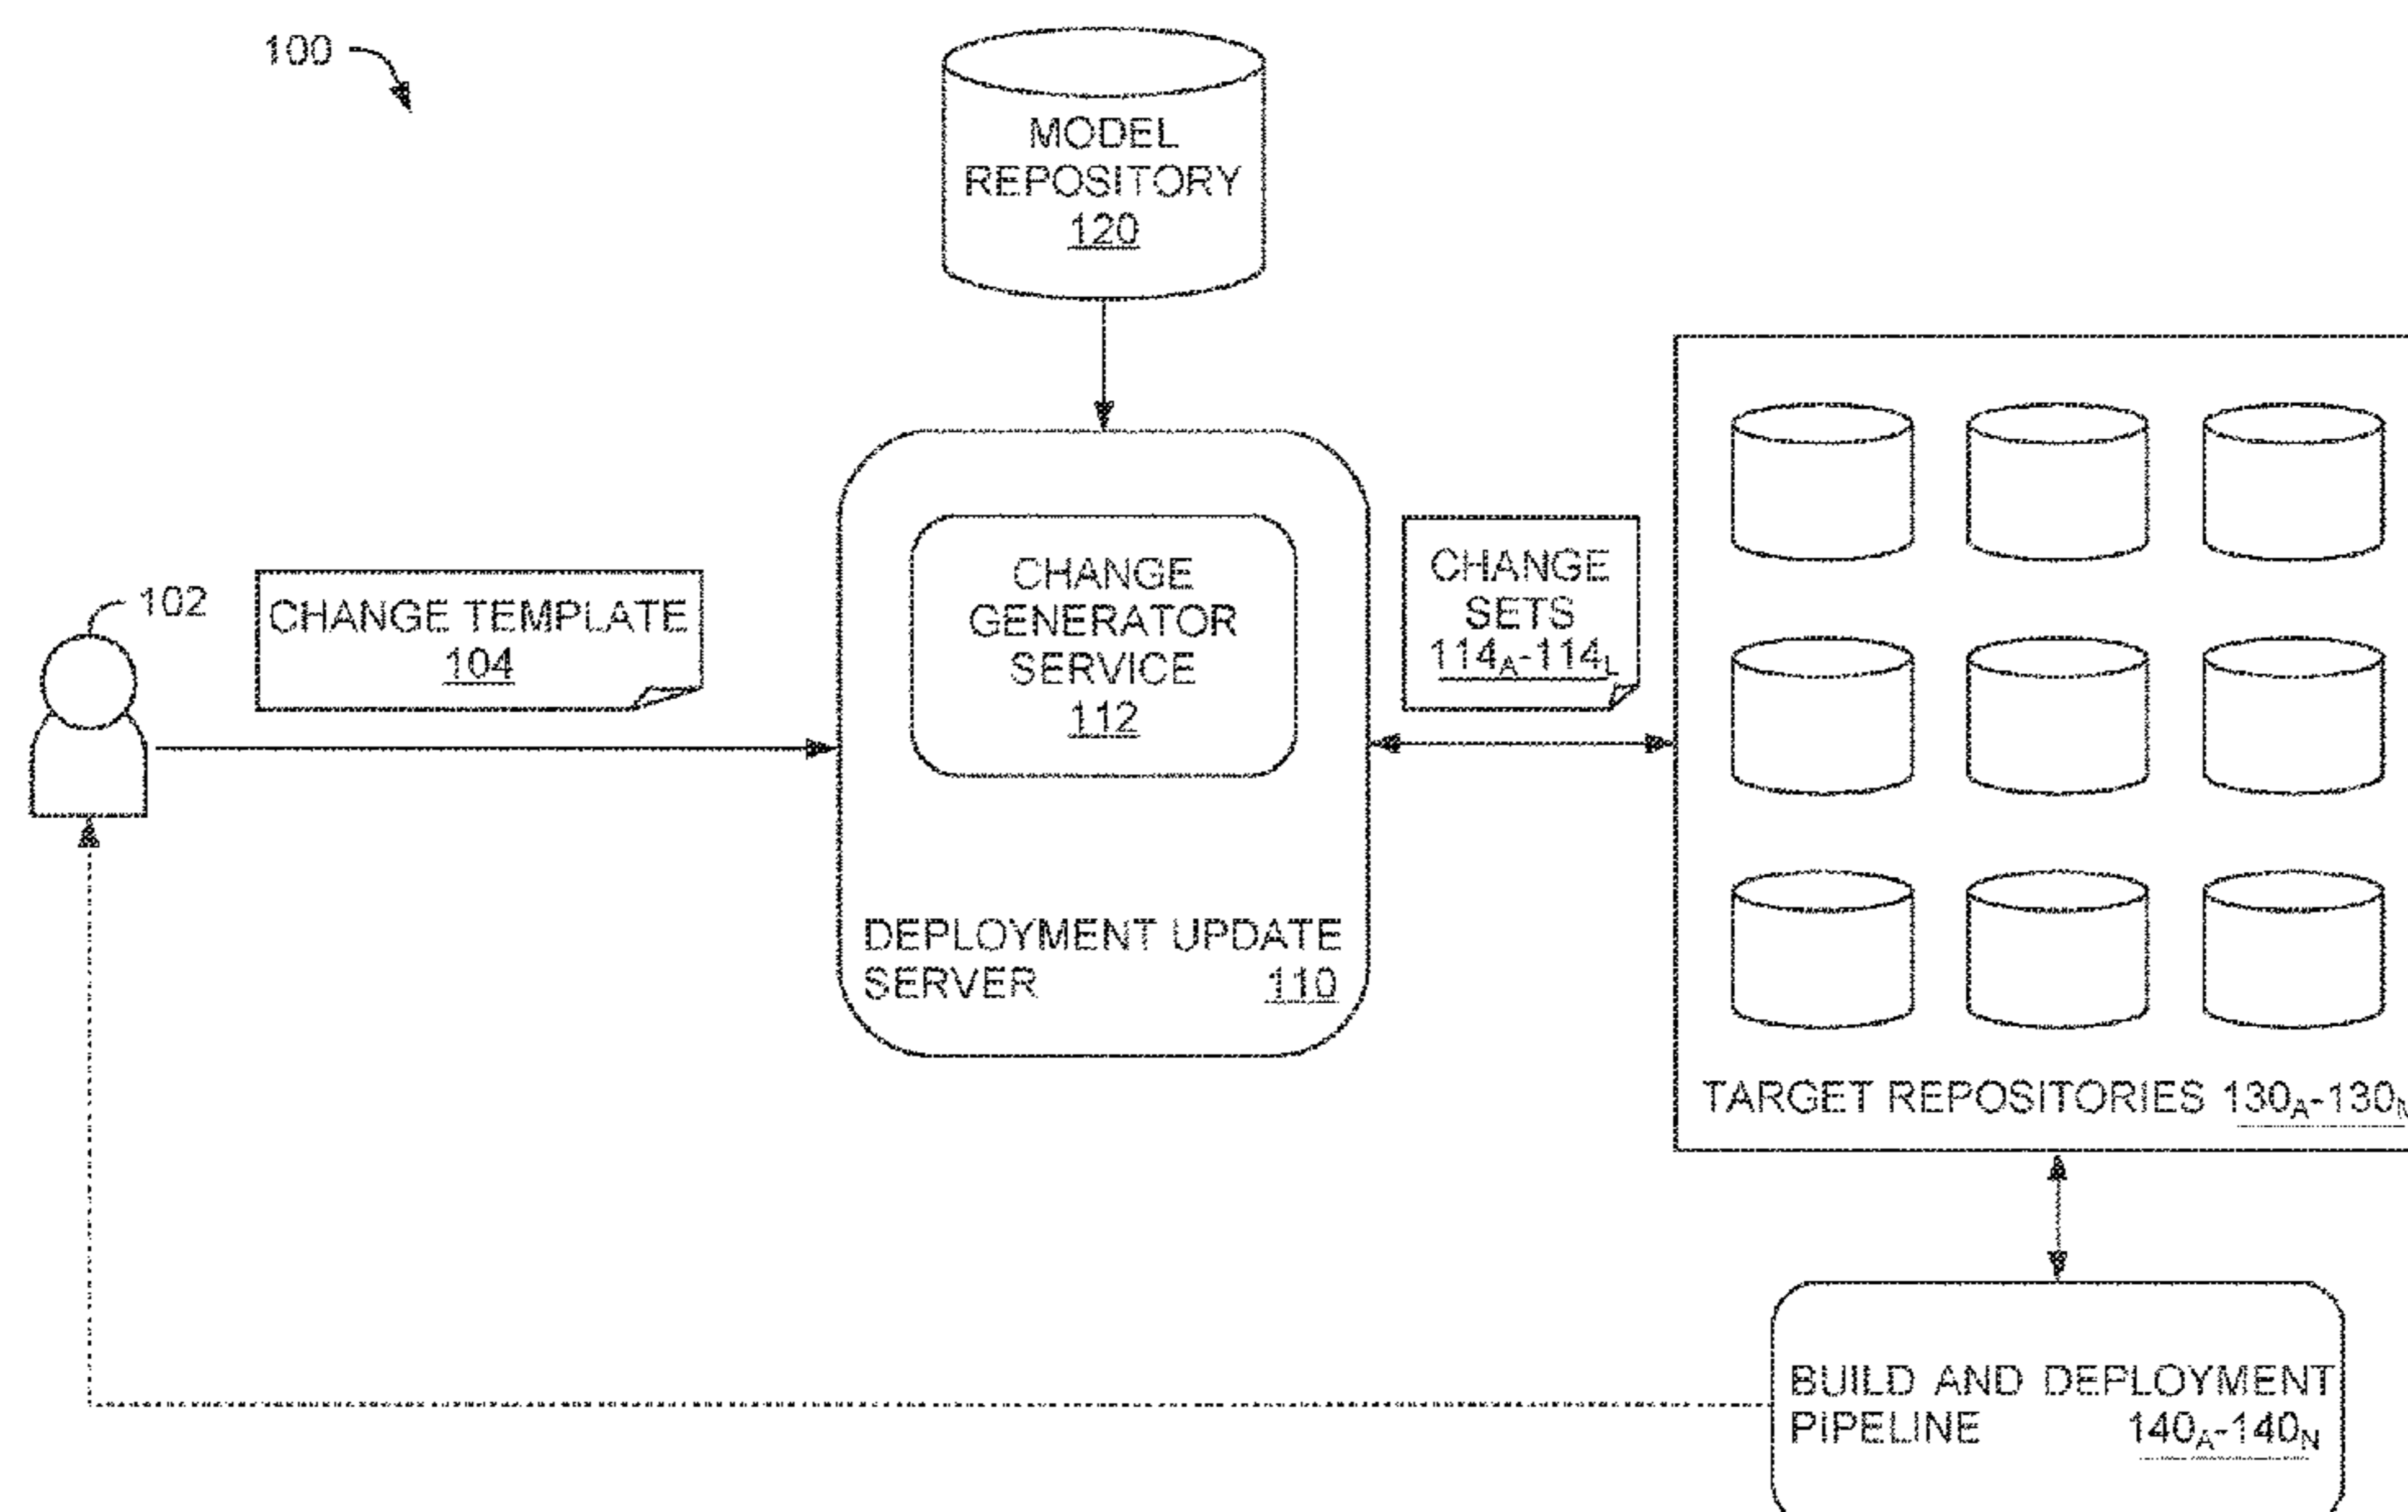 100
MODEL
REPOSITORY
120
102
CHANGE TEMPLATE
104
CHANGE
GENERATOR
SERVICE
112
CHANGE
SETS
114A-114L
DEPLOYMENT UPDATE
SERVER 110
TARGET REPOSITORIES 130A-130
BUILD AND DEPLOYMENT
PIPELINE 140A-140N